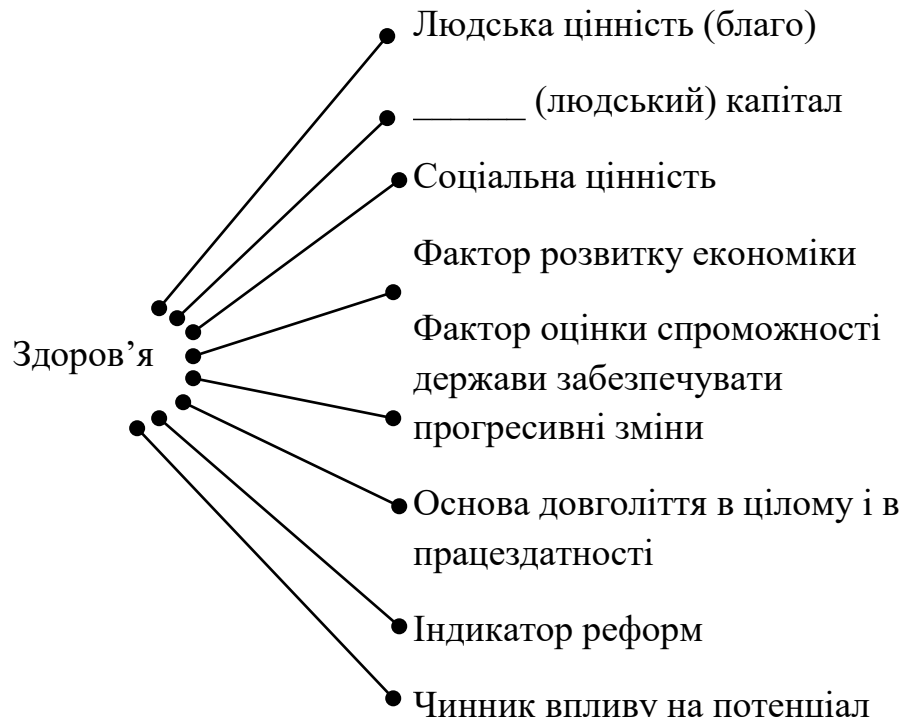 Людська цінність (благо)
______ (людський) капітал
Соціальна цінність
Фактор розвитку економіки
Фактор оцінки спроможності
держави забезпечувати
прогресивні зміни
Здоров’я
Основа довголіття в цілому і в
працездатності
Індикатор реформ
Чинник впливу на потенціал